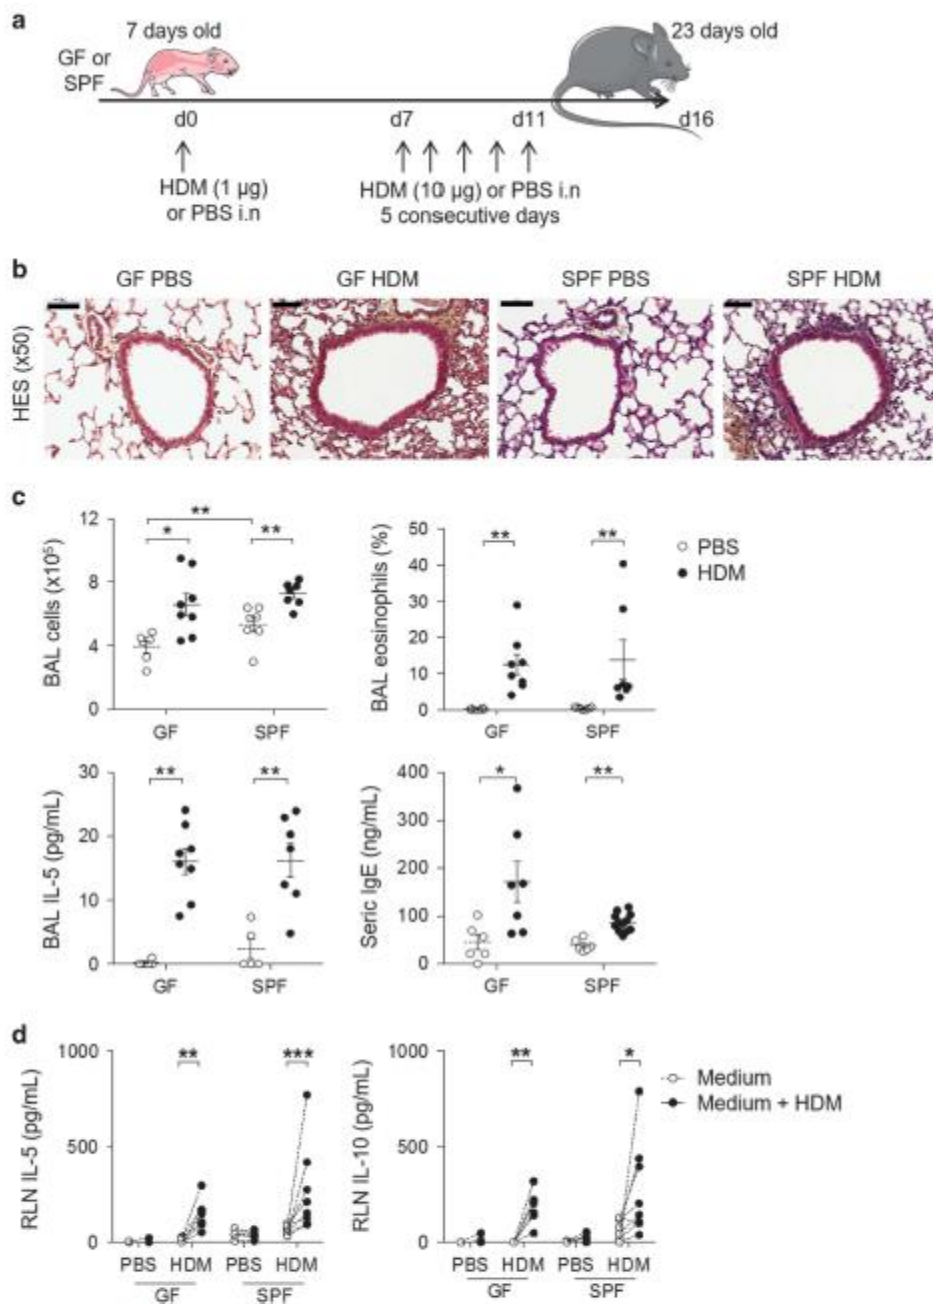 a
7 days old
23 days old
GF or
SPF
d0
d7
d11
d16
HDM (1 µg)
or PBS i.n
HDM (10 µg) or PBS i.n
5 consecutive days
b
GF PBS
GF HDM
SPF PBS
SPF HDM
HES (x50)
c
BAL cells (x10⁵)
12
8
4
0
**
*
**
GF
SPF
BAL eosinophils (%)
50
40
30
20
10
0
**
**
GF
SPF
PBS
HDM
BAL IL-5 (pg/mL)
30
20
10
0
**
**
GF
SPF
Seric IgE (ng/mL)
400
300
200
100
0
*
**
GF
SPF
d
RLN IL-5 (pg/mL)
1000
500
0
**
***
PBS HDM PBS HDM
GF SPF
RLN IL-10 (pg/mL)
1000
500
0
**
*
PBS HDM PBS HDM
GF SPF
Medium
Medium + HDM